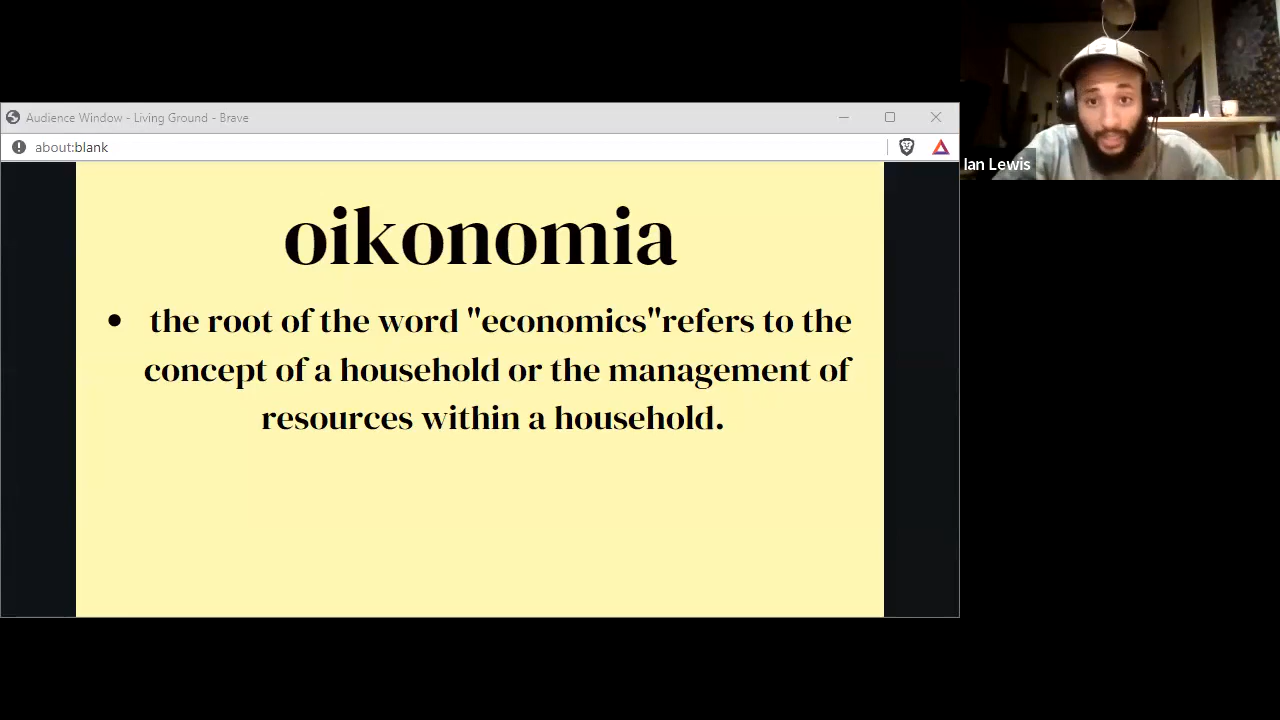 Audience Window - Living Ground - Brave
about:blank
oikonomia
• the root of the word "economics"refers to the
concept of a household or the management of
resources within a household.
Ian Lewis